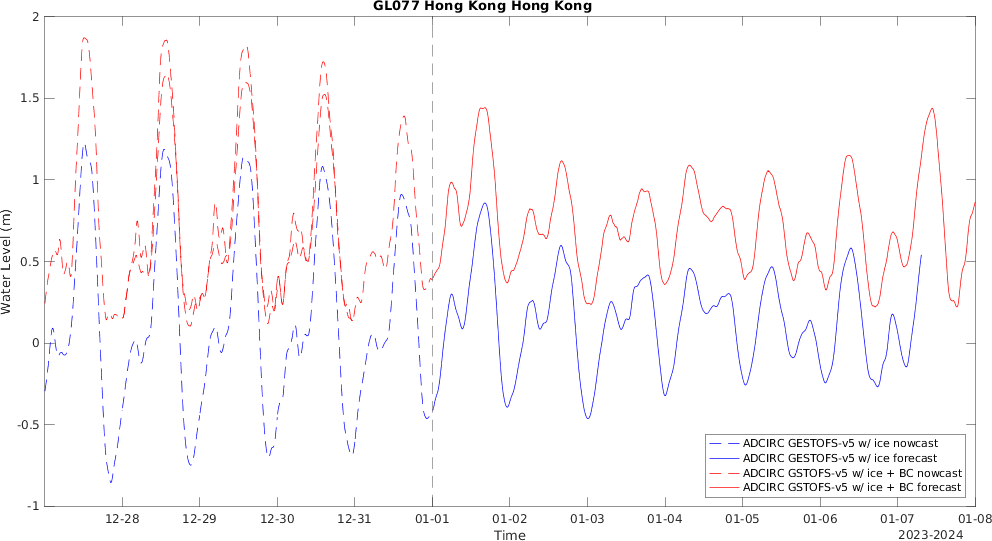 GL077 Hong Kong Hong Kong
2
1.5
1
0.5
0
-0.5
-1
Water Level (m)
ADCIRC GESTOFS-v5 w/ ice nowcast
ADCIRC GESTOFS-v5 w/ ice forecast
ADCIRC GSTOFS-v5 w/ ice + BC nowcast
ADCIRC GSTOFS-v5 w/ ice + BC forecast
12-28 12-29 12-30 12-31 01-01 01-02 01-03 01-04 01-05 01-06 01-07 01-08
Time
2023-2024